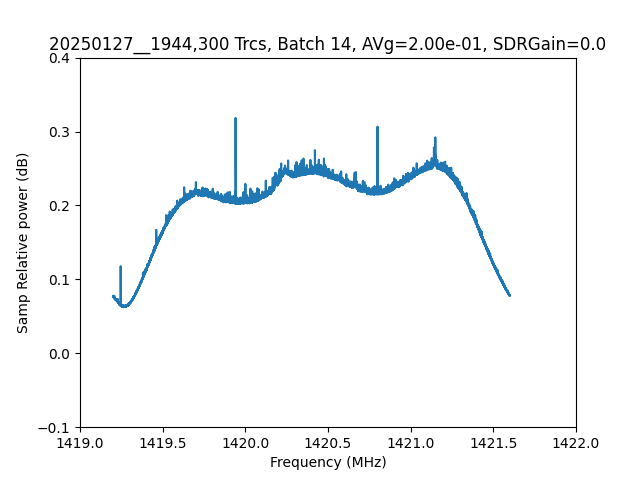 20250127__1944,300 Trcs, Batch 14, AVg=2.00e-01, SDRGain=0.0
0.4
0.3
0.2
0.1
0.0
−0.1
Samp Relative power (dB)
1419.0 1419.5 1420.0 1420.5 1421.0 1421.5 1422.0
Frequency (MHz)